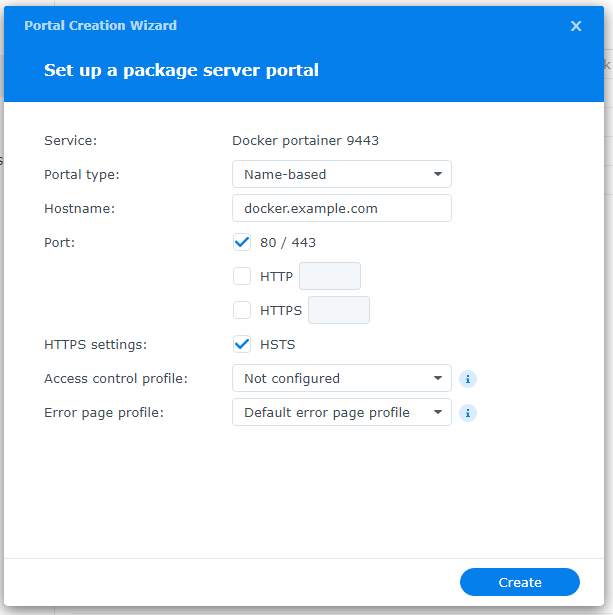 Portal Creation Wizard
Set up a package server portal
Service: Docker portainer 9443
Portal type: Name-based
Hostname: docker.example.com
Port: 80 / 443
HTTP
HTTPS
HTTPS settings: HSTS
Access control profile: Not configured
Error page profile: Default error page profile
Create